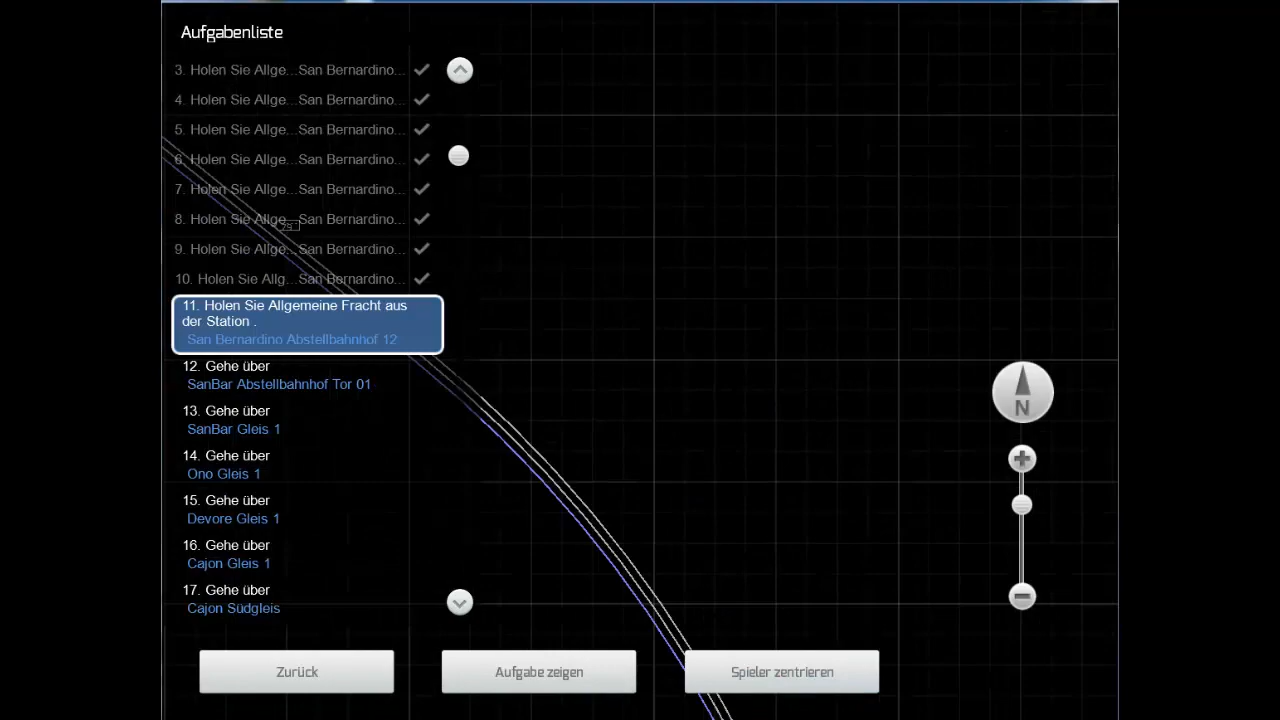 Aufgabenliste
3. Holen Sie Allge...San Bernardino...
4. Holen Sie Allge...San Bernardino...
5. Holen Sie Allge...San Bernardino...
6. Holen Sie Allge...San Bernardino...
7. Holen Sie Allge...San Bernardino...
8. Holen Sie Allge...San Bernardino...
9. Holen Sie Allge...San Bernardino...
10. Holen Sie Allg...San Bernardino...
11. Holen Sie Allgemeine Fracht aus
der Station .
San Bernardino Abstellbahnhof 12
12. Gehe über
SanBar Abstellbahnhof Tor 01
13. Gehe über
SanBar Gleis 1
14. Gehe über
Ono Gleis 1
15. Gehe über
Devore Gleis 1
16. Gehe über
Cajon Gleis 1
17. Gehe über
Cajon Südgleis
N
Zurück
Aufgabe zeigen
Spieler zentrieren